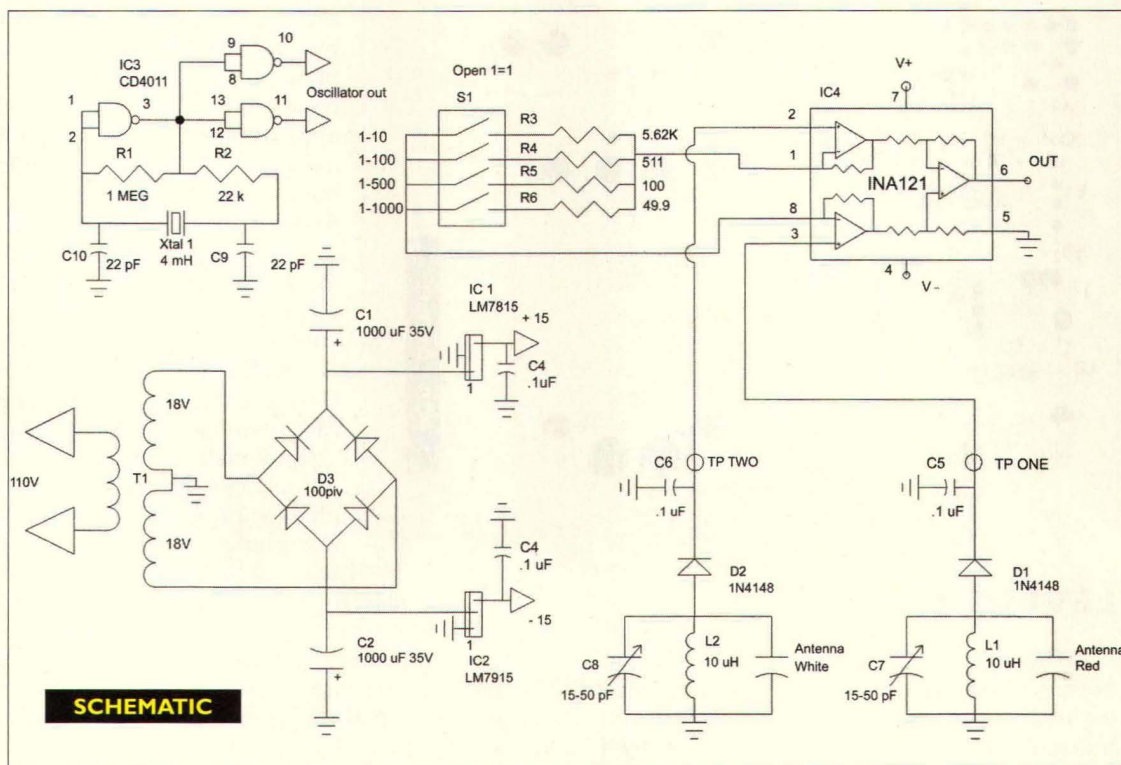 IC3
CD4011
1
2
3
9
8
10
13
12
11
Oscillator out
R1
1 MEG
R2
22 k
Xtal 1
4 mH
C10
22 pF
C9
22 pF
Open 1=1
S1
1-10
1-100
1-500
1-1000
R3
R4
R5
R6
5.62K
511
100
49.9
V+
7
IC4
2
1
8
3
INA121
6
OUT
5
4
V-
C1
1000 uF 35V
+
IC 1
LM7815
+ 15
C4
.1uF
1
110V
T1
18V
18V
D3
100piv
C4
.1 uF
- 15
1
IC2
LM7915
C2
1000 uF 35V
+
C6
TP TWO
.1 uF
D2
1N4148
C8
15-50 pF
L2
10 uH
Antenna
White
C5
TP ONE
.1 uF
D1
1N4148
C7
15-50 pF
L1
10 uH
Antenna
Red
SCHEMATIC